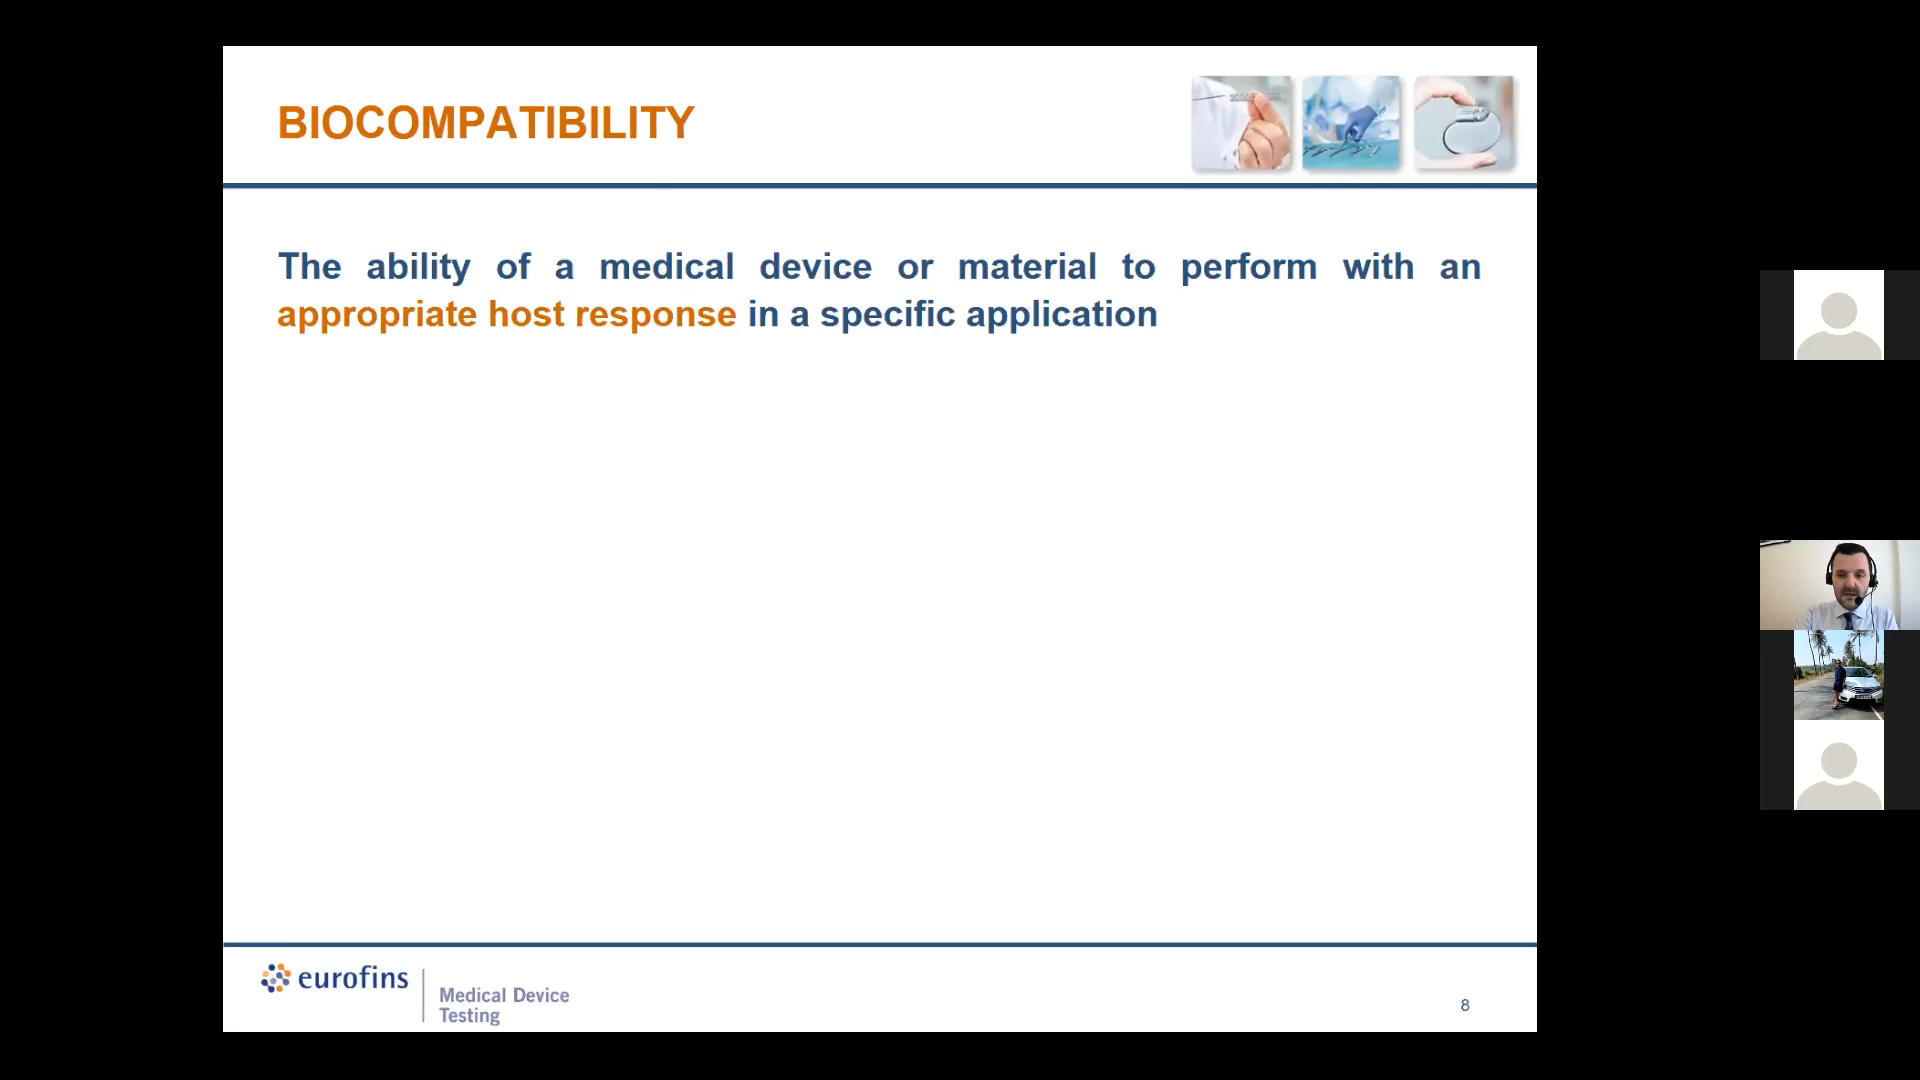 BIOCOMPATIBILITY
The ability of a medical device or material to perform with an
appropriate host response in a specific application
eurofins
Medical Device
Testing
8